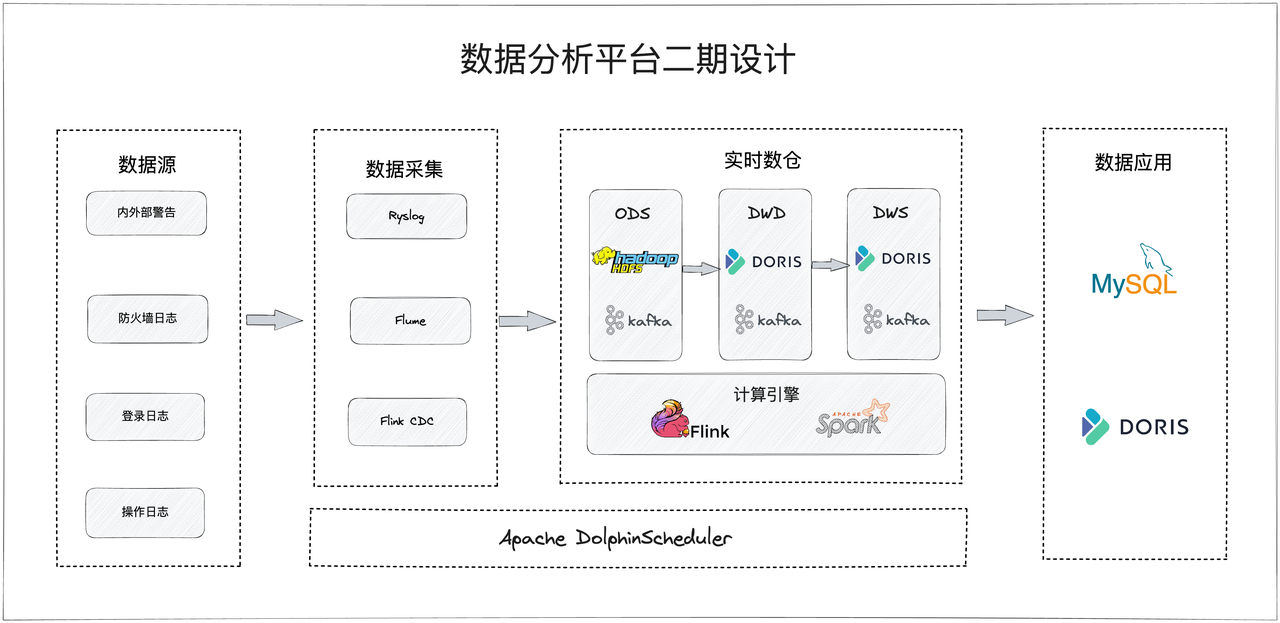 数据分析平台二期设计
数据源
内外部警告
防火墙日志
登录日志
操作日志
数据采集
Ryslog
Flume
Flink CDC
实时数仓
ODS
hadoop
HDFS
kafka
DWD
DORIS
kafka
DWS
DORIS
kafka
计算引擎
Flink
APACHE
Spark
Apache DolphinScheduler
数据应用
MySQL
DORIS